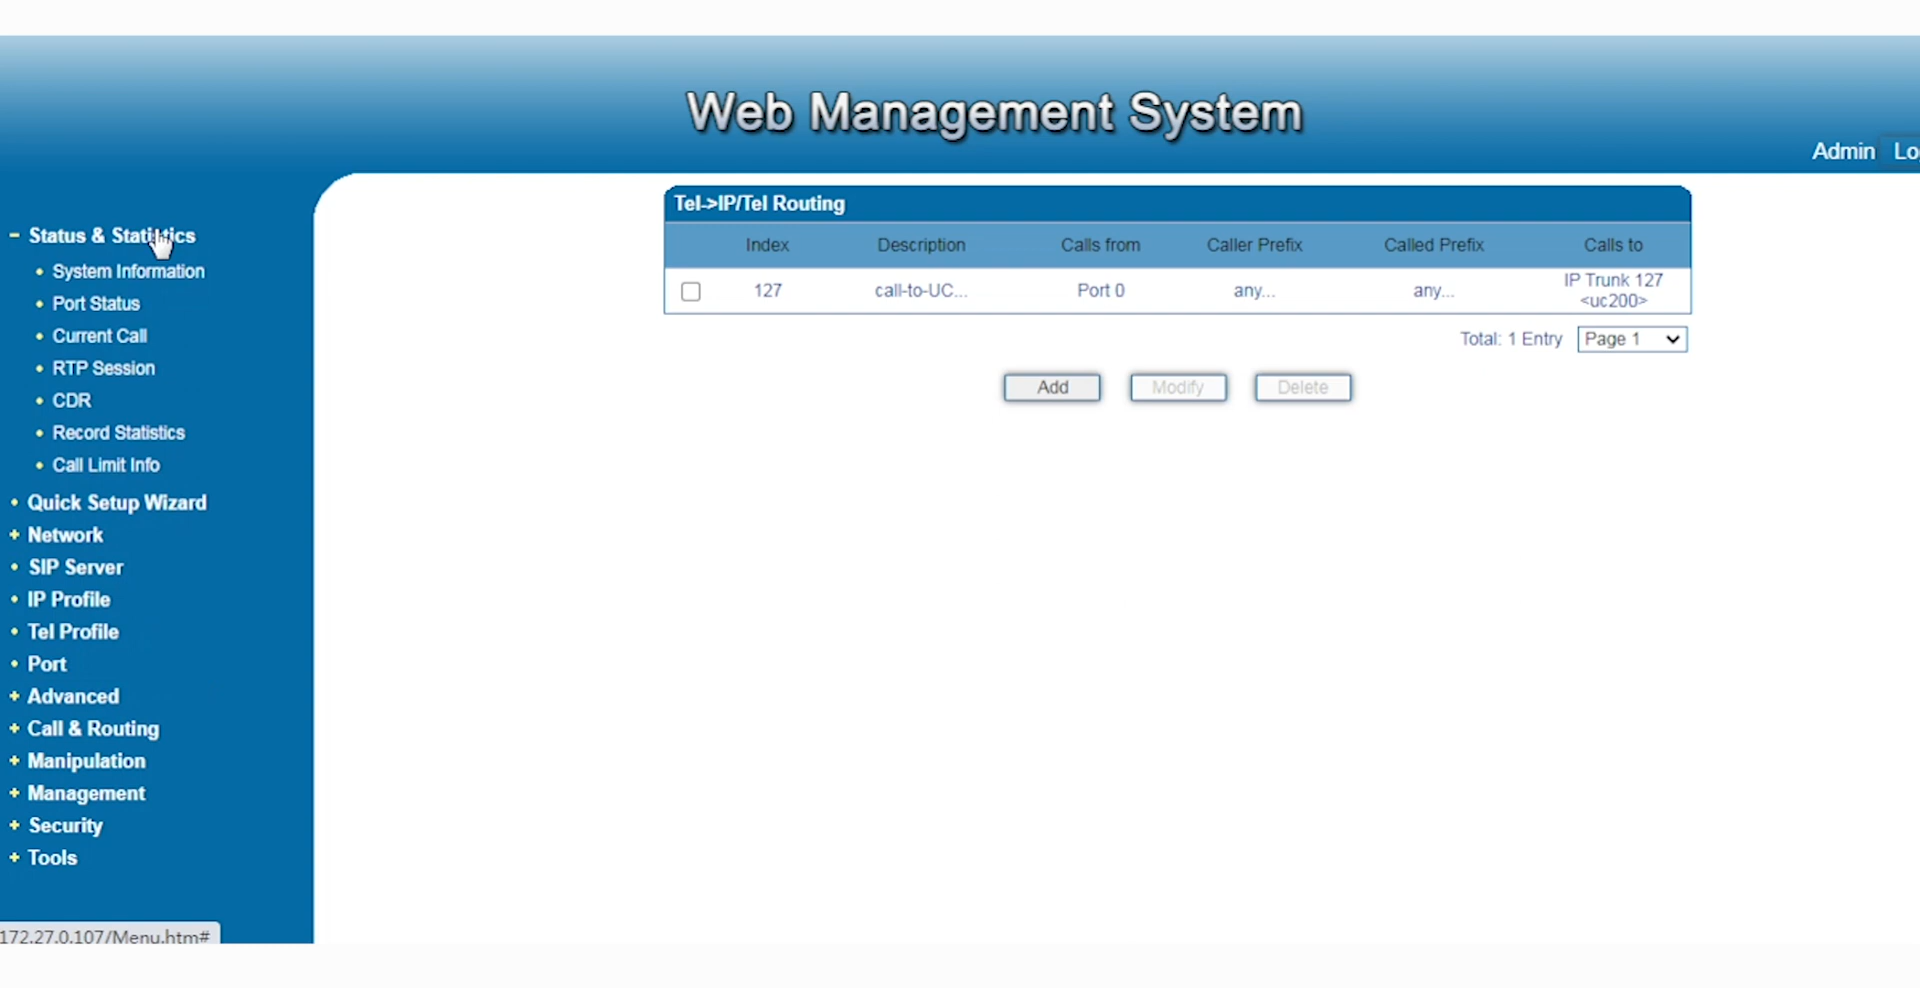 Web Management System
Admin Lo
- Status & Statistics
• System Information
• Port Status
• Current Call
• RTP Session
• CDR
• Record Statistics
• Call Limit Info
• Quick Setup Wizard
+ Network
• SIP Server
• IP Profile
• Tel Profile
• Port
+ Advanced
+ Call & Routing
+ Manipulation
+ Management
+ Security
+ Tools
Tel->IP/Tel Routing
Index Description Calls from Caller Prefix Called Prefix Calls to
127 call-to-UC... Port 0 any... any... IP Trunk 127
<uc200>
Total: 1 Entry Page 1
Add Modify Delete
172.27.0.107/Menu.htm#